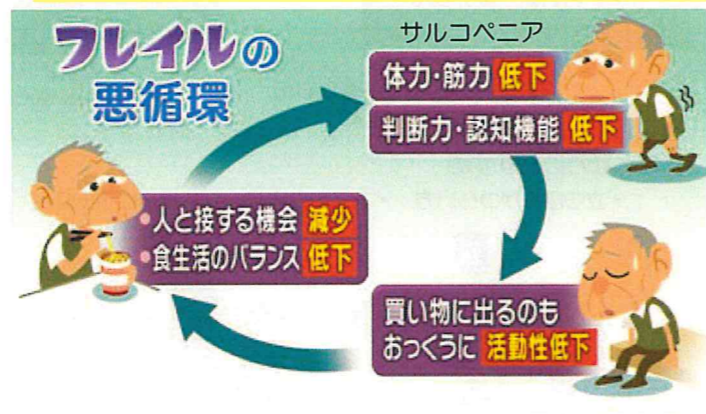 フレイルの
悪循環
サルコペニア
体力・筋力 低下
判断力・認知機能 低下
買い物に出るのも
おっくうに 活動性低下
・人と接する機会 減少
・食生活のバランス 低下